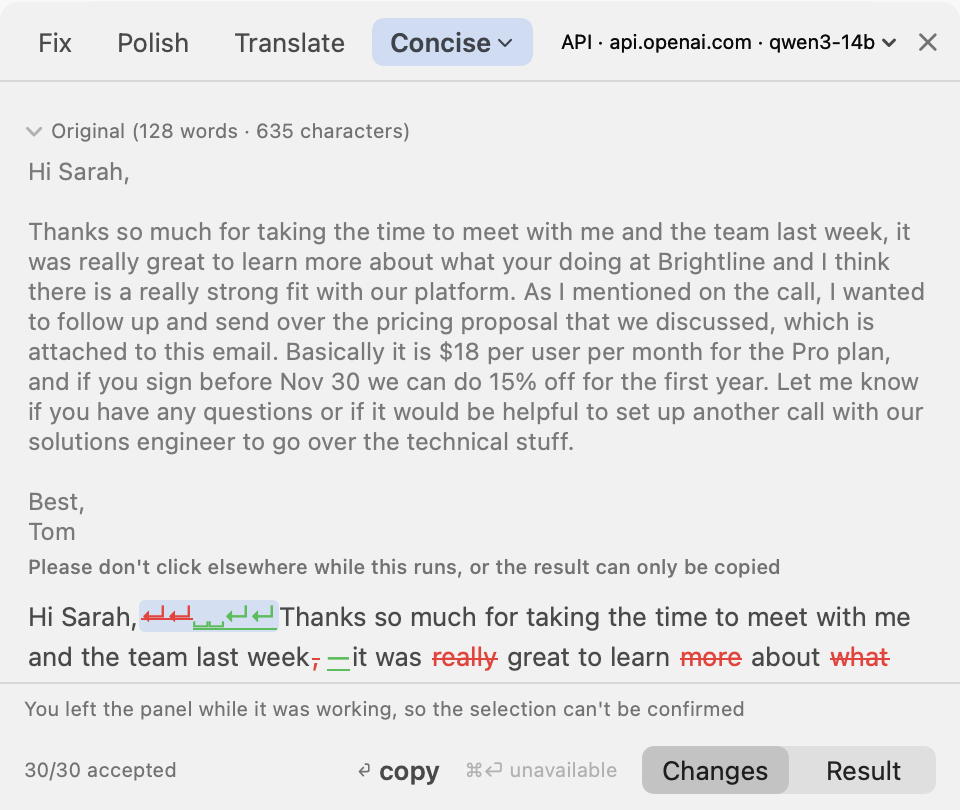 Fix Polish Translate Concise API · api.openai.com · qwen3-14b
Original (128 words · 635 characters)
Hi Sarah,
Thanks so much for taking the time to meet with me and the team last week, it
was really great to learn more about what your doing at Brightline and I think
there is a really strong fit with our platform. As I mentioned on the call, I wanted
to follow up and send over the pricing proposal that we discussed, which is
attached to this email. Basically it is $18 per user per month for the Pro plan,
and if you sign before Nov 30 we can do 15% off for the first year. Let me know
if you have any questions or if it would be helpful to set up another call with our
solutions engineer to go over the technical stuff.
Best,
Tom
Please don't click elsewhere while this runs, or the result can only be copied
Hi Sarah,↵↵␣␣↵↵Thanks so much for taking the time to meet with me
and the team last week, —it was really great to learn more about what
You left the panel while it was working, so the selection can't be confirmed
30/30 accepted ⏎ copy ⌘⏎ unavailable Changes Result